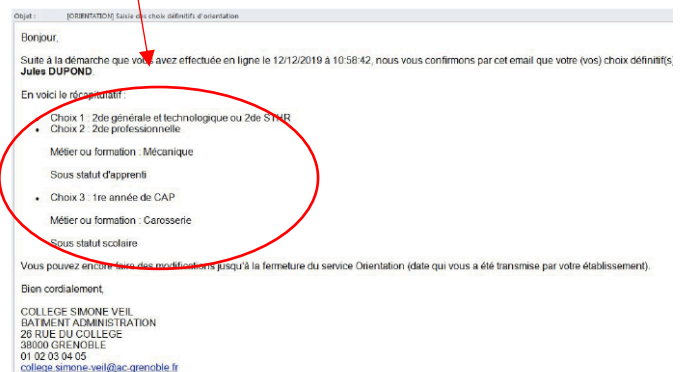 Objet : [ORIENTATION] Saisie des choix définitifs d'orientation
Bonjour,
Suite à la démarche que vous avez effectuée en ligne le 12/12/2019 à 10:58:42, nous vous confirmons par cet email que votre (vos) choix définitif(s)
Jules DUPOND.
En voici le récapitulatif :
Choix 1 : 2de générale et technologique ou 2de STHR
• Choix 2 : 2de professionnelle
Métier ou formation : Mécanique
Sous statut d'apprenti
• Choix 3 : 1re année de CAP
Métier ou formation : Carosserie
Sous statut scolaire
Vous pouvez encore faire des modifications jusqu'à la fermeture du service Orientation (date qui vous a été transmise par votre établissement).
Bien cordialement,
COLLEGE SIMONE VEIL
BATIMENT ADMINISTRATION
26 RUE DU COLLEGE
38000 GRENOBLE
01 02 03 04 05
college.simone-veil@ac-grenoble.fr